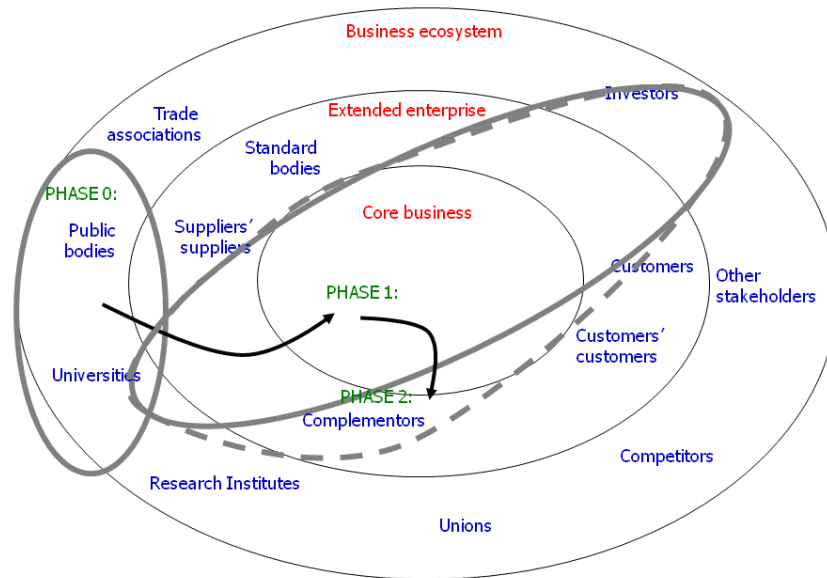 Business ecosystem
Investors
Trade
associations
Extended enterprise
Standard
bodies
PHASE 0:
Core business
Public
bodies
Suppliers’
suppliers
Customers
Other
stakeholders
PHASE 1:
Customers’
customers
Universities
PHASE 2:
Complementors
Competitors
Research Institutes
Unions